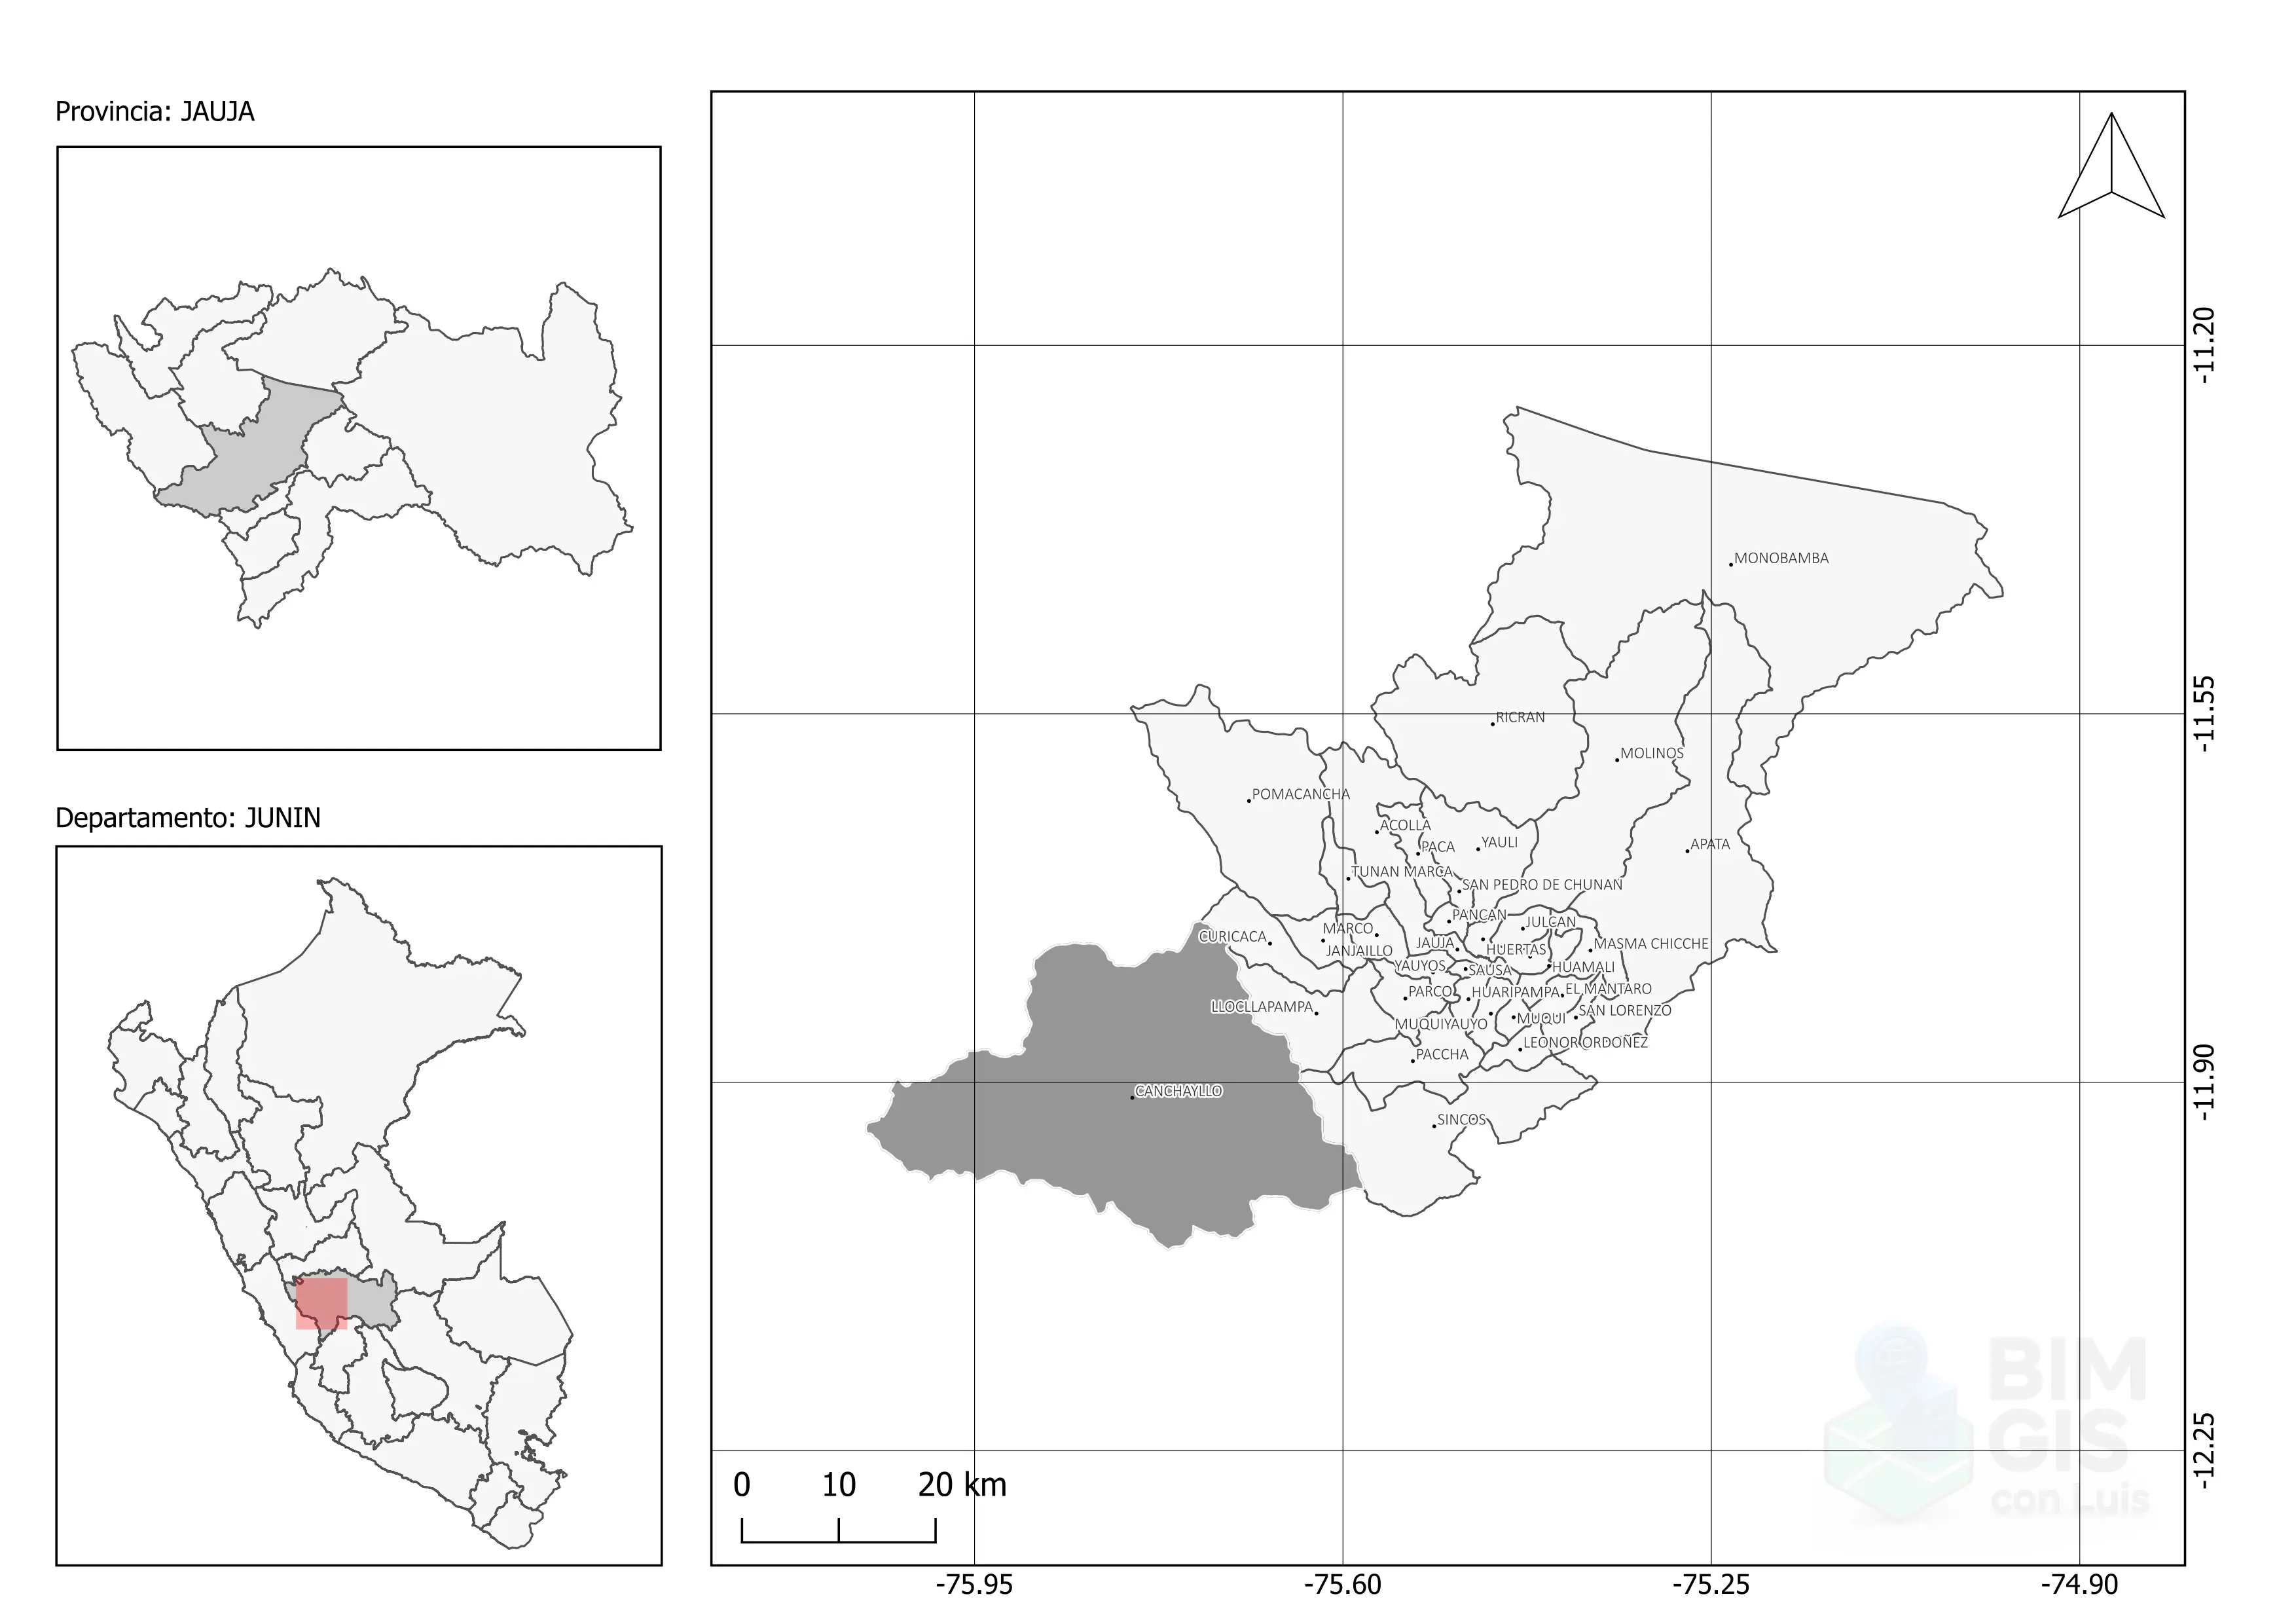 Provincia: JAUJA
Departamento: JUNIN
MONOBAMBA
RICRAN
MOLINOS
POMACANCHA
ACOLLA
YAULI
PACA
APATA
TUNAN MARCA
SAN PEDRO DE CHUNAN
PANCAN
JULCAN
MARCO
CURICACA
JAUJA
MASMA CHICCHE
JANJAILLO
HUERTAS
YAUYOS
SAUSA
HUAMALI
PARCO
HUARIPAMPA
EL MANTARO
LLOCLLAPAMPA
SAN LORENZO
MUQUIYAUYO
MUQUI
LEONOR ORDOÑEZ
PACCHA
CANCHAYLLO
SINCOS
-11.20
-11.55
-11.90
-12.25
0 10 20 km
-75.95 -75.60 -75.25 -74.90
BIM
GIS
con Luis